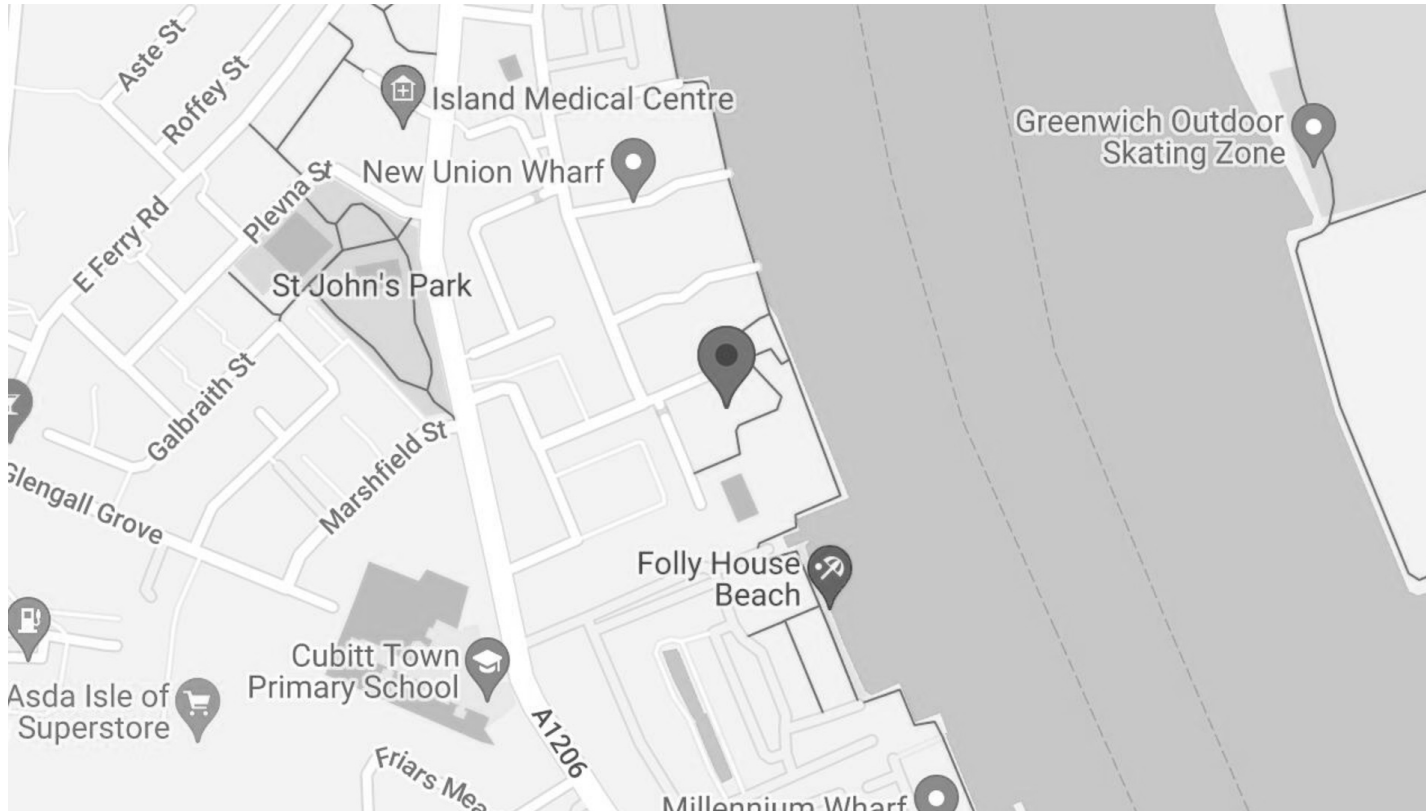 Aste St
Roffey St
Island Medical Centre
Greenwich Outdoor
Skating Zone
New Union Wharf
Plevna St
E Ferry Rd
St John's Park
Galbraith St
Marshfield St
Glengall Grove
Folly House
Beach
Cubitt Town
Primary School
Asda Isle of
Superstore
A1206
Friars Mea
Millennium Wharf